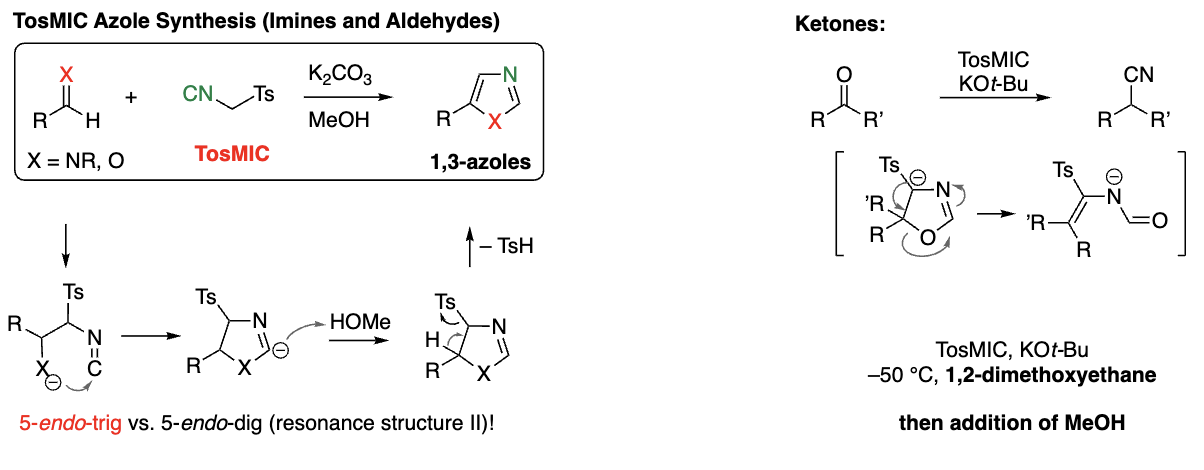 TosMIC Azole Synthesis (Imines and Aldehydes)
X
R
H
+
CN
Ts
K2CO3
MeOH
N
R
X
X = NR, O
TosMIC
1,3-azoles
– TsH
Ts
R
N
X
C
Ts
N
R
X
HOMe
Ts
N
H
R
X
5-endo-trig vs. 5-endo-dig (resonance structure II)!
Ketones:
O
R
R'
TosMIC
KOt-Bu
CN
R
R'
Ts
N
'R
R
O
Ts
N
'R
O
R
TosMIC, KOt-Bu
–50 °C, 1,2-dimethoxyethane
then addition of MeOH